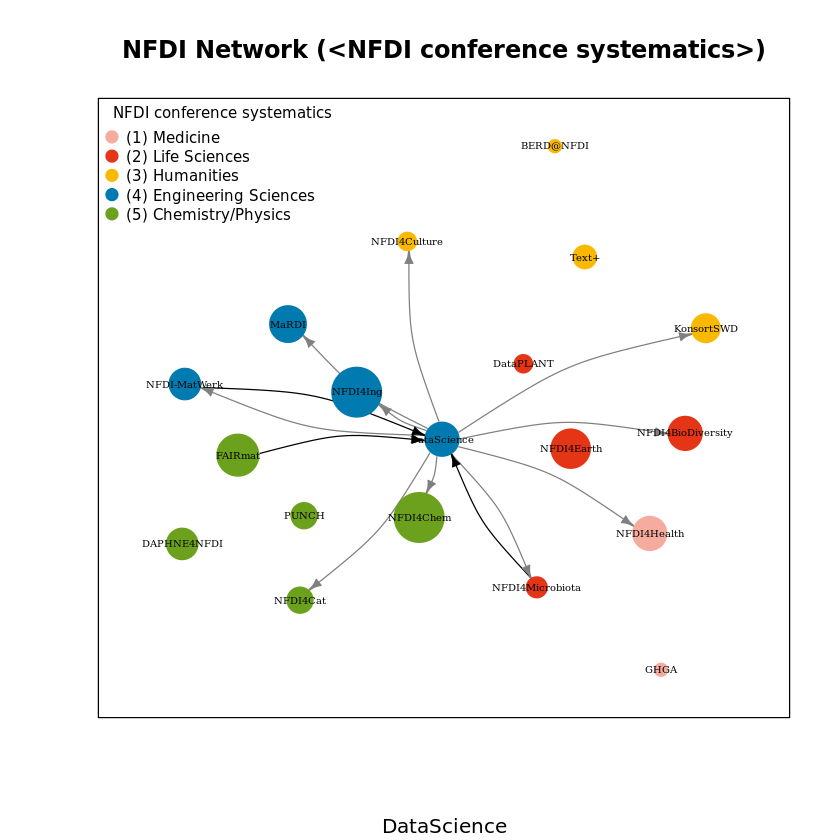 NFDI Network (<NFDI conference systematics>)
NFDI conference systematics
(1) Medicine
(2) Life Sciences
(3) Humanities
(4) Engineering Sciences
(5) Chemistry/Physics
BERD@NFDI
NFDI4Culture
Text+
MaRDI
KonsortSWD
DataPLANT
NFDI-MatWerk
NFDI4Ing
DataScience
NFDI4BioDiversity
NFDI4Earth
FAIRmat
PUNCH
NFDI4Chem
NFDI4Health
DAPHNE4NFDI
NFDI4Microbiota
NFDI4Cat
GHGA
DataScience